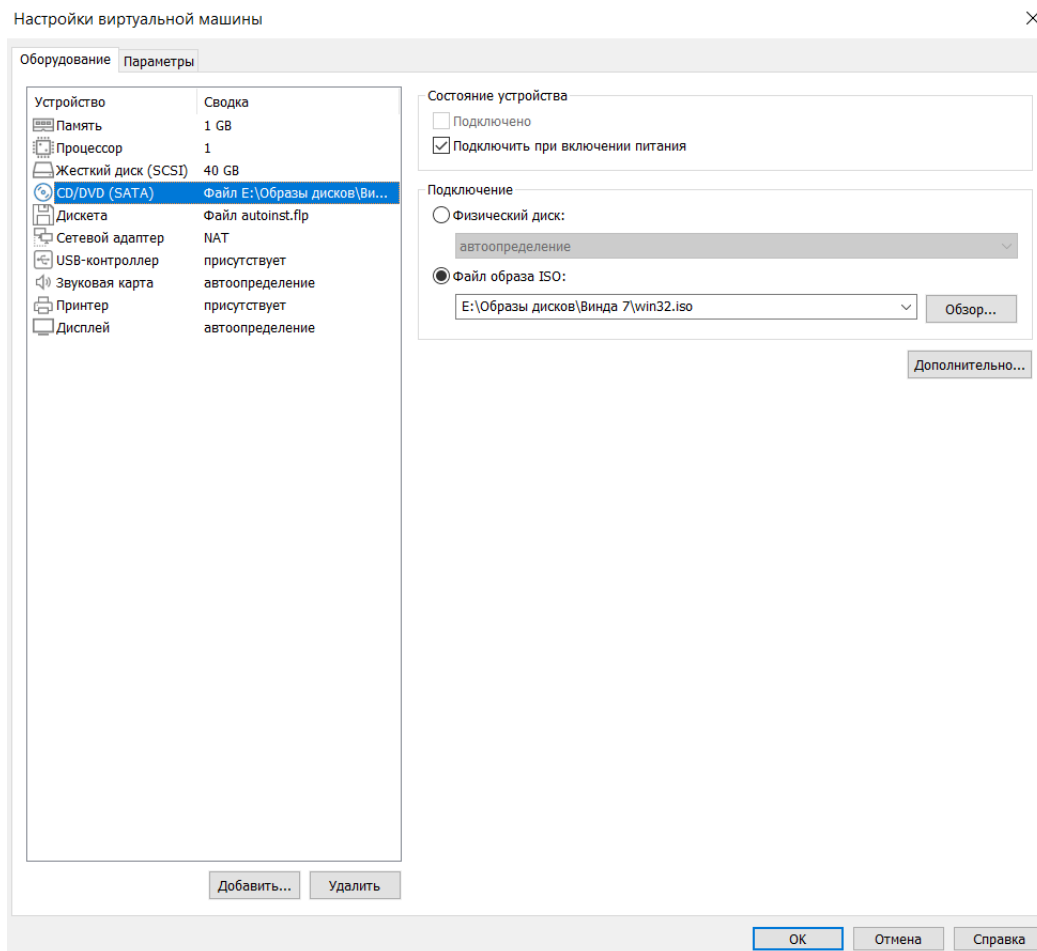 Настройки виртуальной машины
Оборудование Параметры
Устройство Сводка
Память 1 GB
Процессор 1
Жесткий диск (SCSI) 40 GB
CD/DVD (SATA) Файл E:\Образы дисков\Ви...
Дискета Файл autoinst.flp
Сетевой адаптер NAT
USB-контроллер присутствует
Звуковая карта автоопределение
Принтер присутствует
Дисплей автоопределение
Добавить... Удалить
Состояние устройства
Подключено
Подключить при включении питания
Подключение
Физический диск:
автоопределение
Файл образа ISO:
E:\Образы дисков\Винда 7\win32.iso Обзор...
Дополнительно...
ОК Отмена Справка